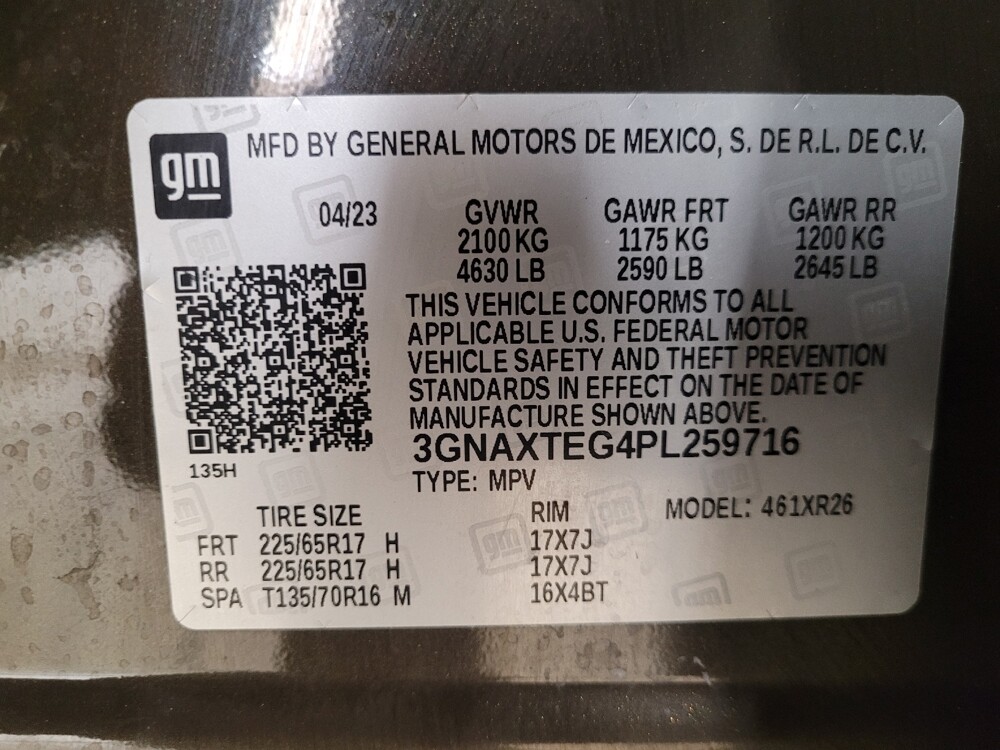 gm MFD BY GENERAL MOTORS DE MEXICO, S. DE R.L. DE C.V.
04/23 GVWR GAWR FRT GAWR RR
2100 KG 1175 KG 1200 KG
4630 LB 2590 LB 2645 LB
THIS VEHICLE CONFORMS TO ALL
APPLICABLE U.S. FEDERAL MOTOR
VEHICLE SAFETY AND THEFT PREVENTION
STANDARDS IN EFFECT ON THE DATE OF
MANUFACTURE SHOWN ABOVE.
3GNAXTEG4PL259716
135H
TYPE: MPV
TIRE SIZE RIM MODEL: 461XR26
FRT 225/65R17 H 17X7J
RR 225/65R17 H 17X7J
SPA T135/70R16 M 16X4BT